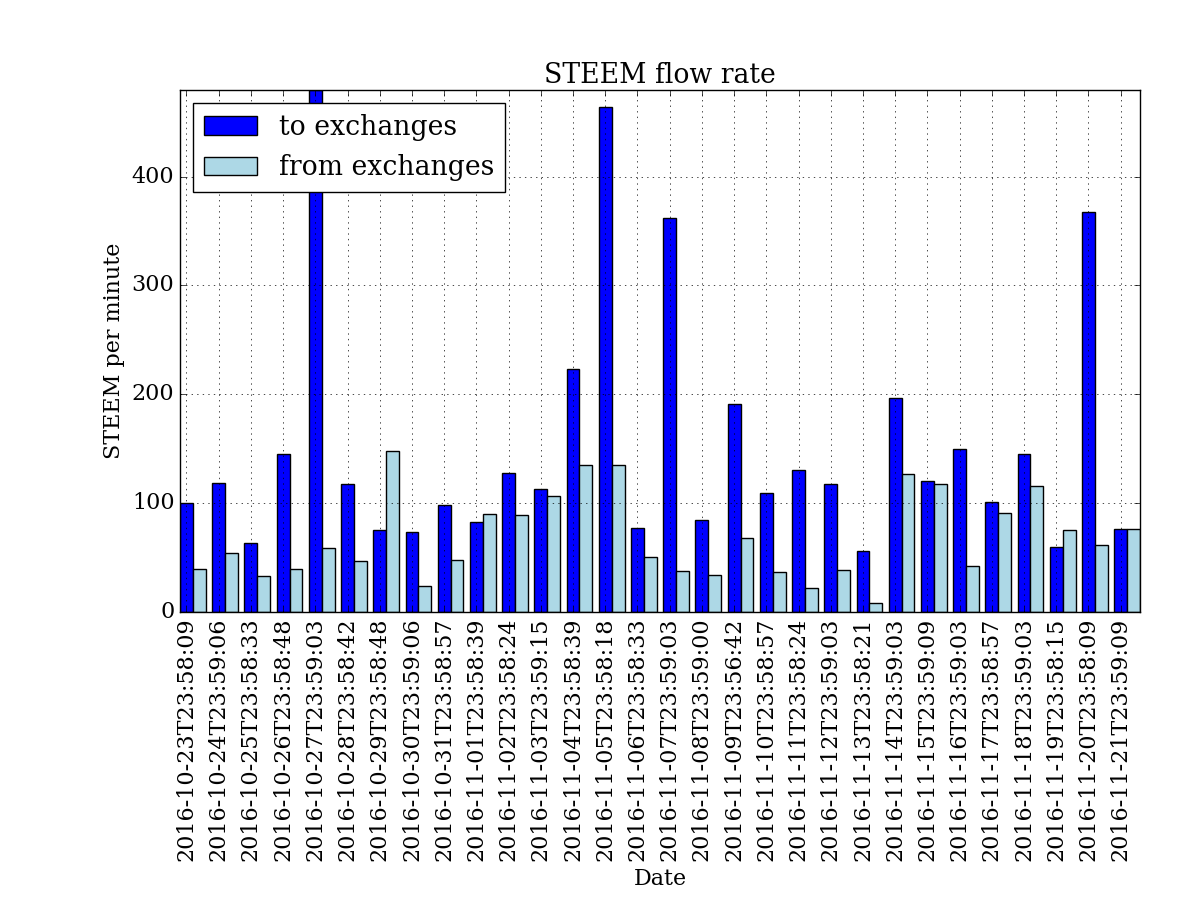 STEEM flow rate
to exchanges
from exchanges
STEEM per minute
400
300
200
100
0
2016-10-23T23:58:09
2016-10-24T23:59:06
2016-10-25T23:58:33
2016-10-26T23:58:48
2016-10-27T23:59:03
2016-10-28T23:58:42
2016-10-29T23:58:48
2016-10-30T23:59:06
2016-10-31T23:58:57
2016-11-01T23:58:39
2016-11-02T23:58:24
2016-11-03T23:59:15
2016-11-04T23:58:39
2016-11-05T23:58:18
2016-11-06T23:58:33
2016-11-07T23:59:03
2016-11-08T23:59:00
2016-11-09T23:56:42
2016-11-10T23:58:57
2016-11-11T23:58:24
2016-11-12T23:59:03
2016-11-13T23:58:21
2016-11-14T23:59:03
2016-11-15T23:59:09
2016-11-16T23:59:03
2016-11-17T23:58:57
2016-11-18T23:59:03
2016-11-19T23:58:15
2016-11-20T23:58:09
2016-11-21T23:59:09
Date